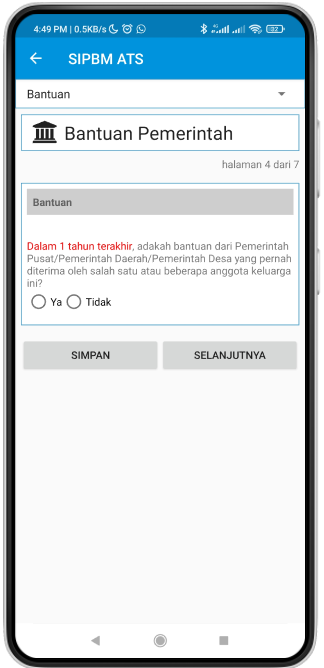 4:49 PM | 0.5KB/s
SIPBM ATS
Bantuan
Bantuan Pemerintah
halaman 4 dari 7
Bantuan
Dalam 1 tahun terakhir, adakah bantuan dari Pemerintah
Pusat/Pemerintah Daerah/Pemerintah Desa yang pernah
diterima oleh salah satu atau beberapa anggota keluarga
ini?
Ya Tidak
SIMPAN SELANJUTNYA